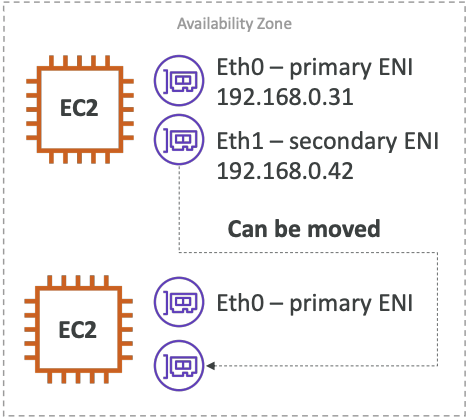 Availability Zone
EC2
Eth0 – primary ENI
192.168.0.31
Eth1 – secondary ENI
192.168.0.42
Can be moved
EC2
Eth0 – primary ENI